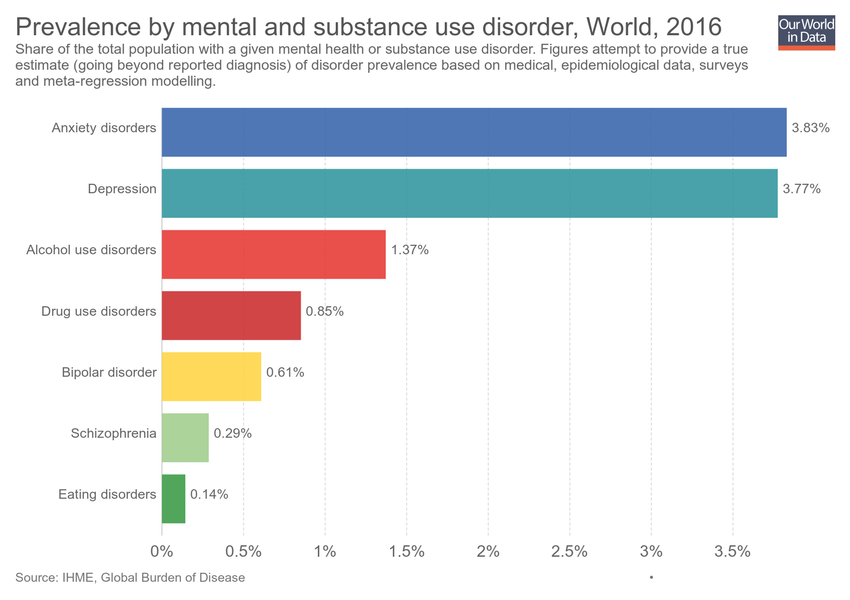 Prevalence by mental and substance use disorder, World, 2016
Our World
in Data
Share of the total population with a given mental health or substance use disorder. Figures attempt to provide a true
estimate (going beyond reported diagnosis) of disorder prevalence based on medical, epidemiological data, surveys
and meta-regression modelling.
Anxiety disorders 3.83%
Depression 3.77%
Alcohol use disorders 1.37%
Drug use disorders 0.85%
Bipolar disorder 0.61%
Schizophrenia 0.29%
Eating disorders 0.14%
0% 0.5% 1% 1.5% 2% 2.5% 3% 3.5%
Source: IHME, Global Burden of Disease